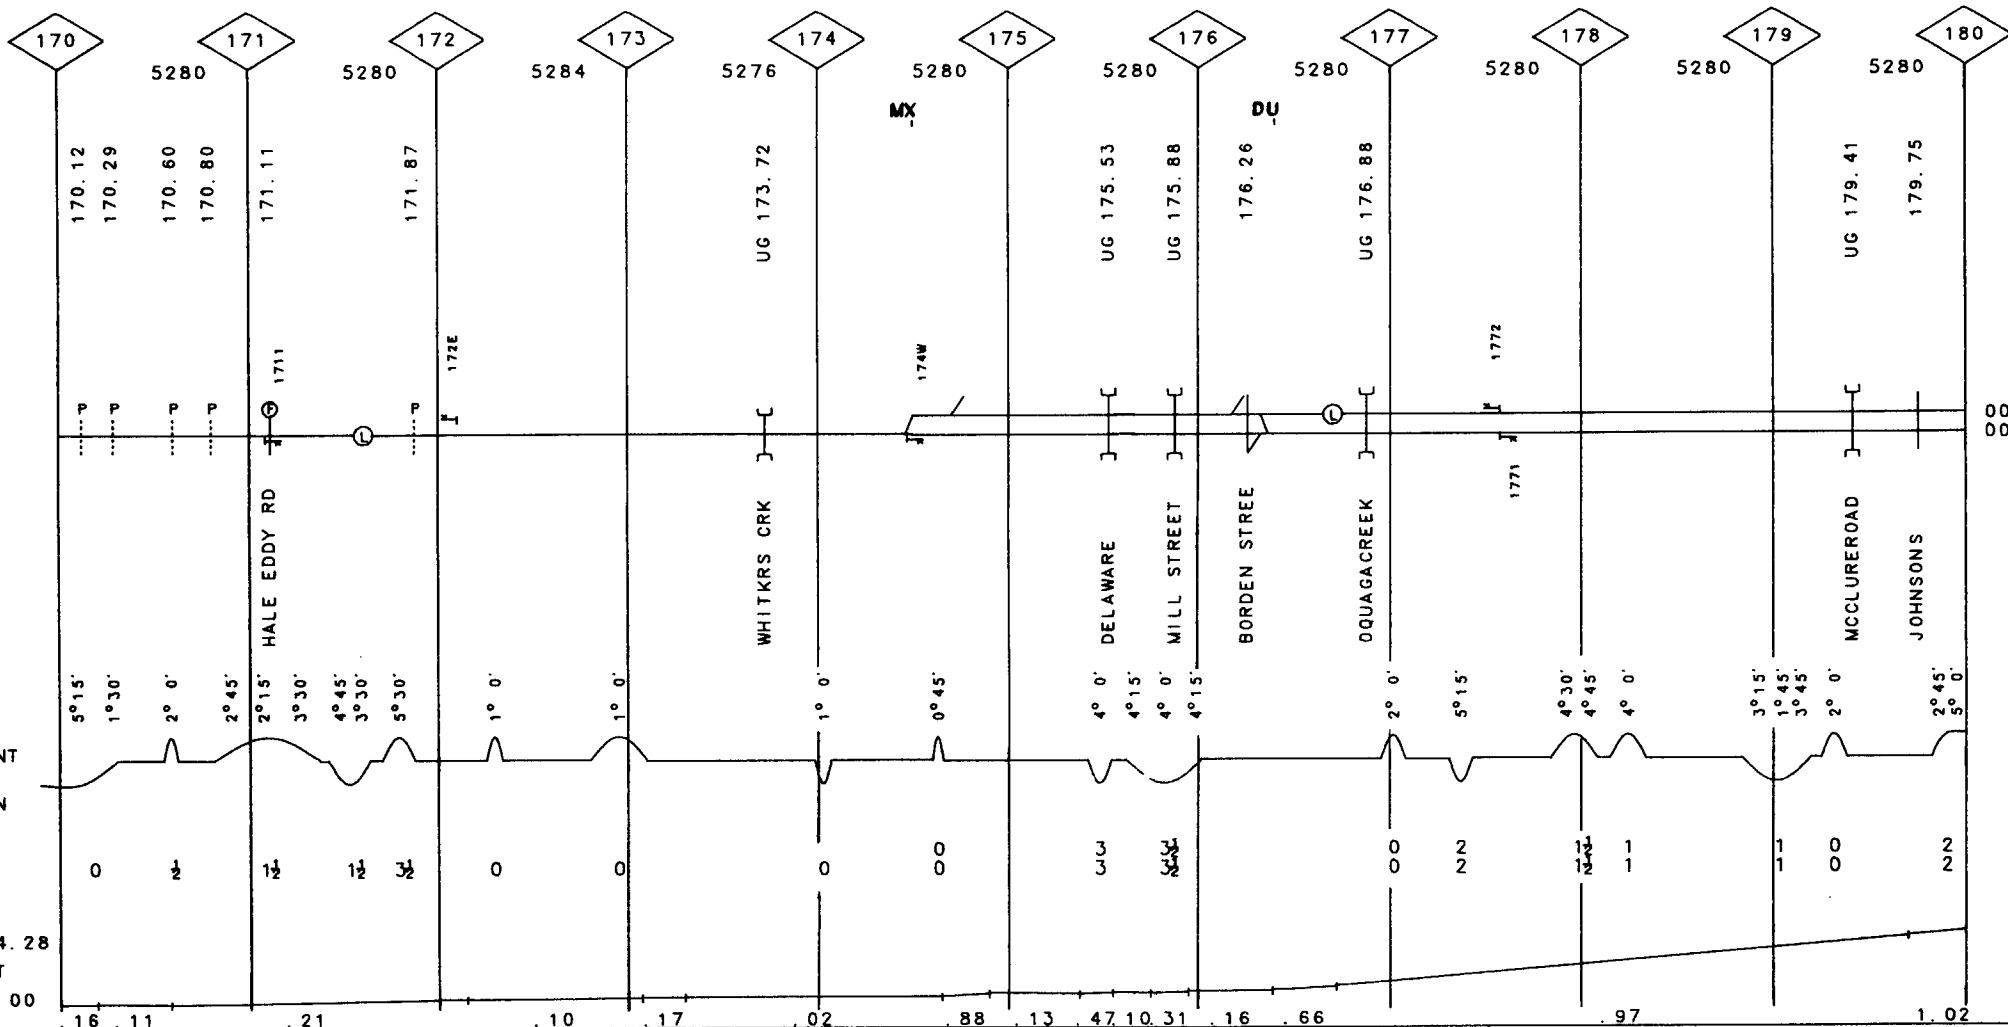 170 171 172 173 174 175 176 177 178 179 180
5280 5280 5284 5276 5280 5280 5280 5280 5280 5280
MX DU
170.12
170.29
170.60
170.80
171.11
171.87
UG 173.72
UG 175.53
UG 175.88
176.26
UG 176.88
UG 179.41
179.75
1711
172E
174W
1772
1771
P P P P P P
L L
00
00
HALE EDDY RD
WHITKRS CRK
DELAWARE
MILL STREET
BORDEN STREE
OQUAGACREEK
MCCLUREROAD
JOHNSONS
5°15'
1°30'
2° 0'
2°45'
2°15'
3°30'
4°45'
3°30'
5°30'
1° 0'
1° 0'
1° 0'
0°45'
4° 0'
4°15'
4° 0'
4°15'
2° 0'
5°15'
4°30'
4°45'
4° 0'
3°15'
1°45'
3°45'
2° 0'
2°45'
5° 0'
NT
N
0 3 3½ 0 2 1½ 1 1 0 2
0 ½ 1½ 1½ 3½ 0 0 0 0 3 3½ 0 2 1½ 1 1 0 2
4.28
T
00
.16 .11 .21 .10 .17 .02 .88 .13 .47 .10 .31 .16 .66 .97 1.02